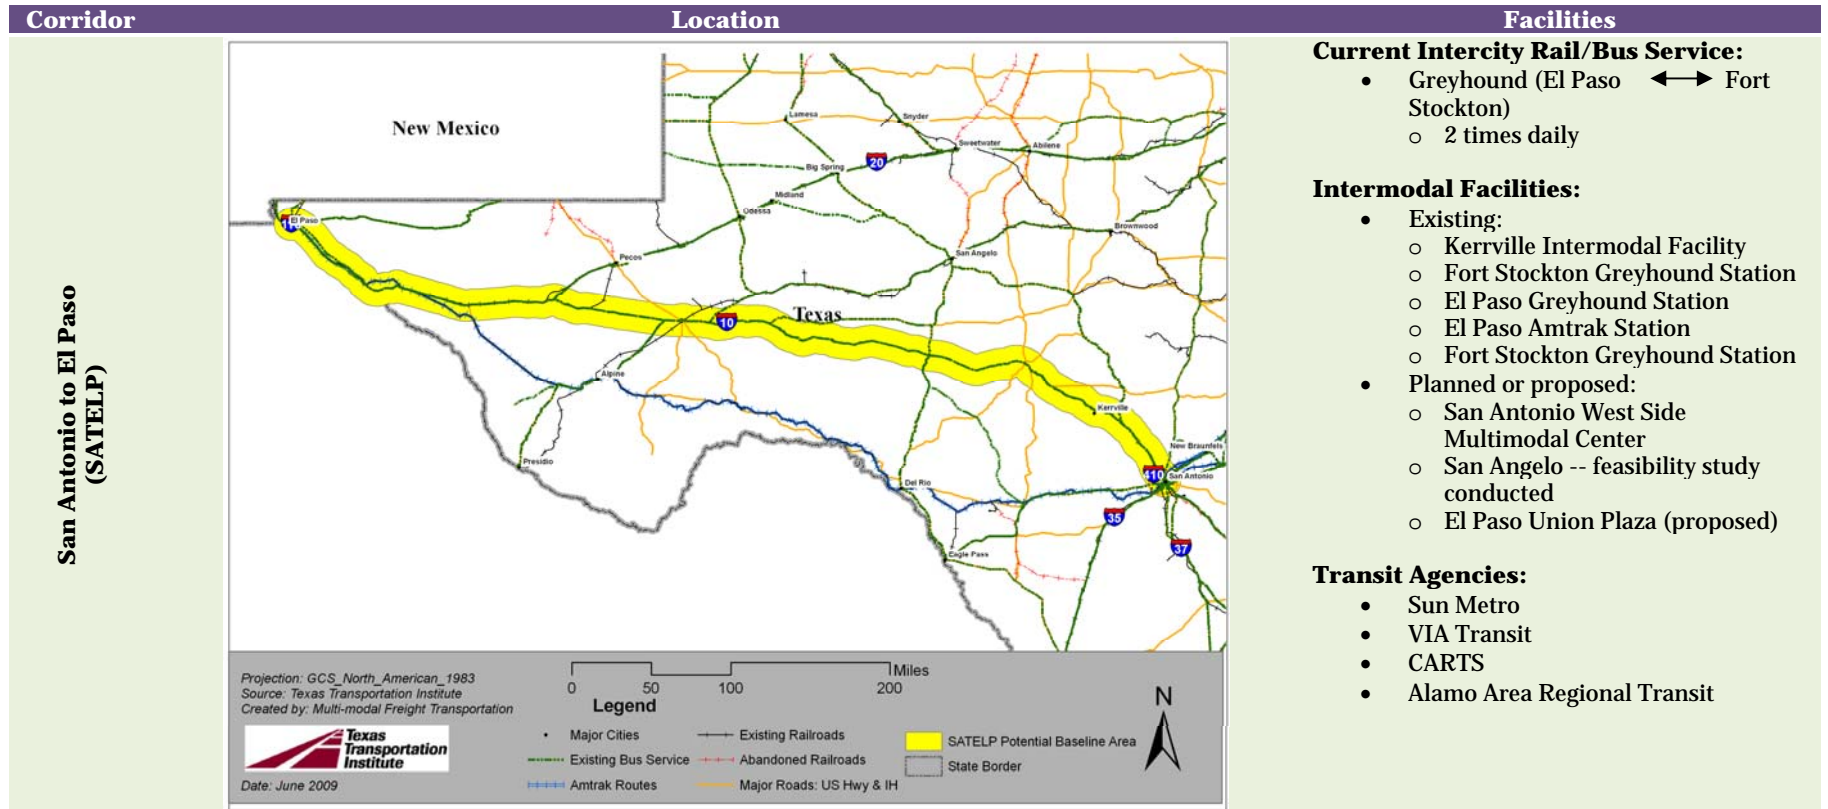 Corridor Location Facilities
San Antonio to El Paso
(SATELP)
New Mexico
Lamesa
Snyder
Sweetwater
Abilene
20
Big Spring
Midland
Odessa
El Paso
Brownwood
San Angelo
Pecos
Texas
10
Alpine
Kerrville
New Braunfels
Presidio
San Antonio
Del Rio
35
37
Eagle Pass
Projection: GCS_North_American_1983
Source: Texas Transportation Institute
Created by: Multi-modal Freight Transportation
Texas
Transportation
Institute
Date: June 2009
Miles
0 50 100 200
Legend
Major Cities
Existing Bus Service
Amtrak Routes
Existing Railroads
Abandoned Railroads
Major Roads: US Hwy & IH
SATELP Potential Baseline Area
State Border
N
Current Intercity Rail/Bus Service:
• Greyhound (El Paso ↔ Fort
Stockton)
o 2 times daily
Intermodal Facilities:
• Existing:
o Kerrville Intermodal Facility
o Fort Stockton Greyhound Station
o El Paso Greyhound Station
o El Paso Amtrak Station
o Fort Stockton Greyhound Station
• Planned or proposed:
o San Antonio West Side
Multimodal Center
o San Angelo -- feasibility study
conducted
o El Paso Union Plaza (proposed)
Transit Agencies:
• Sun Metro
• VIA Transit
• CARTS
• Alamo Area Regional Transit